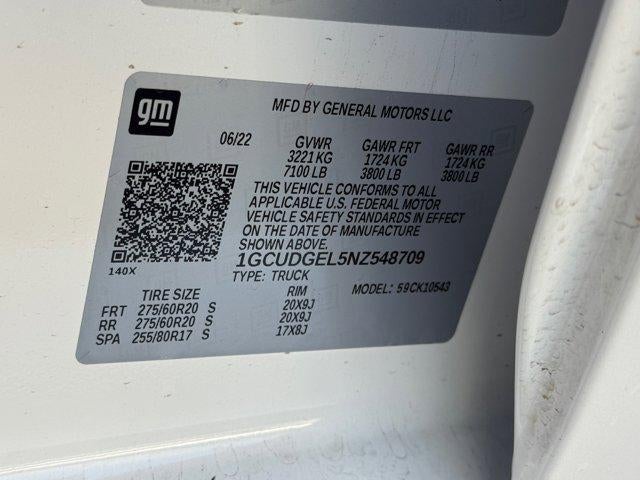 gm
MFD BY GENERAL MOTORS LLC
06/22 GVWR GAWR FRT GAWR RR
3221 KG 1724 KG 1724 KG
7100 LB 3800 LB 3800 LB
THIS VEHICLE CONFORMS TO ALL
APPLICABLE U.S. FEDERAL MOTOR
VEHICLE SAFETY STANDARDS IN EFFECT
ON THE DATE OF MANUFACTURE
SHOWN ABOVE.
140X
1GCUDGEL5NZ548709
TYPE: TRUCK MODEL: 59CK10543
TIRE SIZE RIM
FRT 275/60R20 S 20X9J
RR 275/60R20 S 20X9J
SPA 255/80R17 S 17X8J